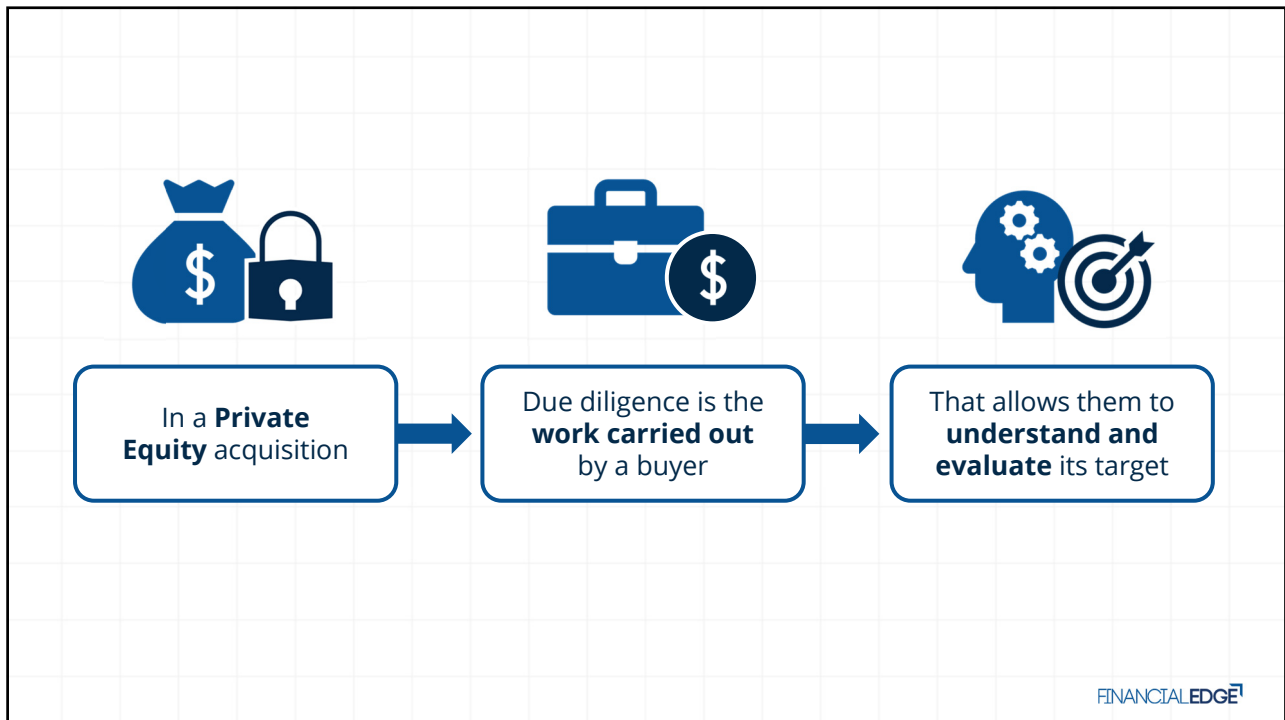 $
$
In a Private
Equity acquisition
Due diligence is the
work carried out
by a buyer
That allows them to
understand and
evaluate its target
FINANCIALEDGE